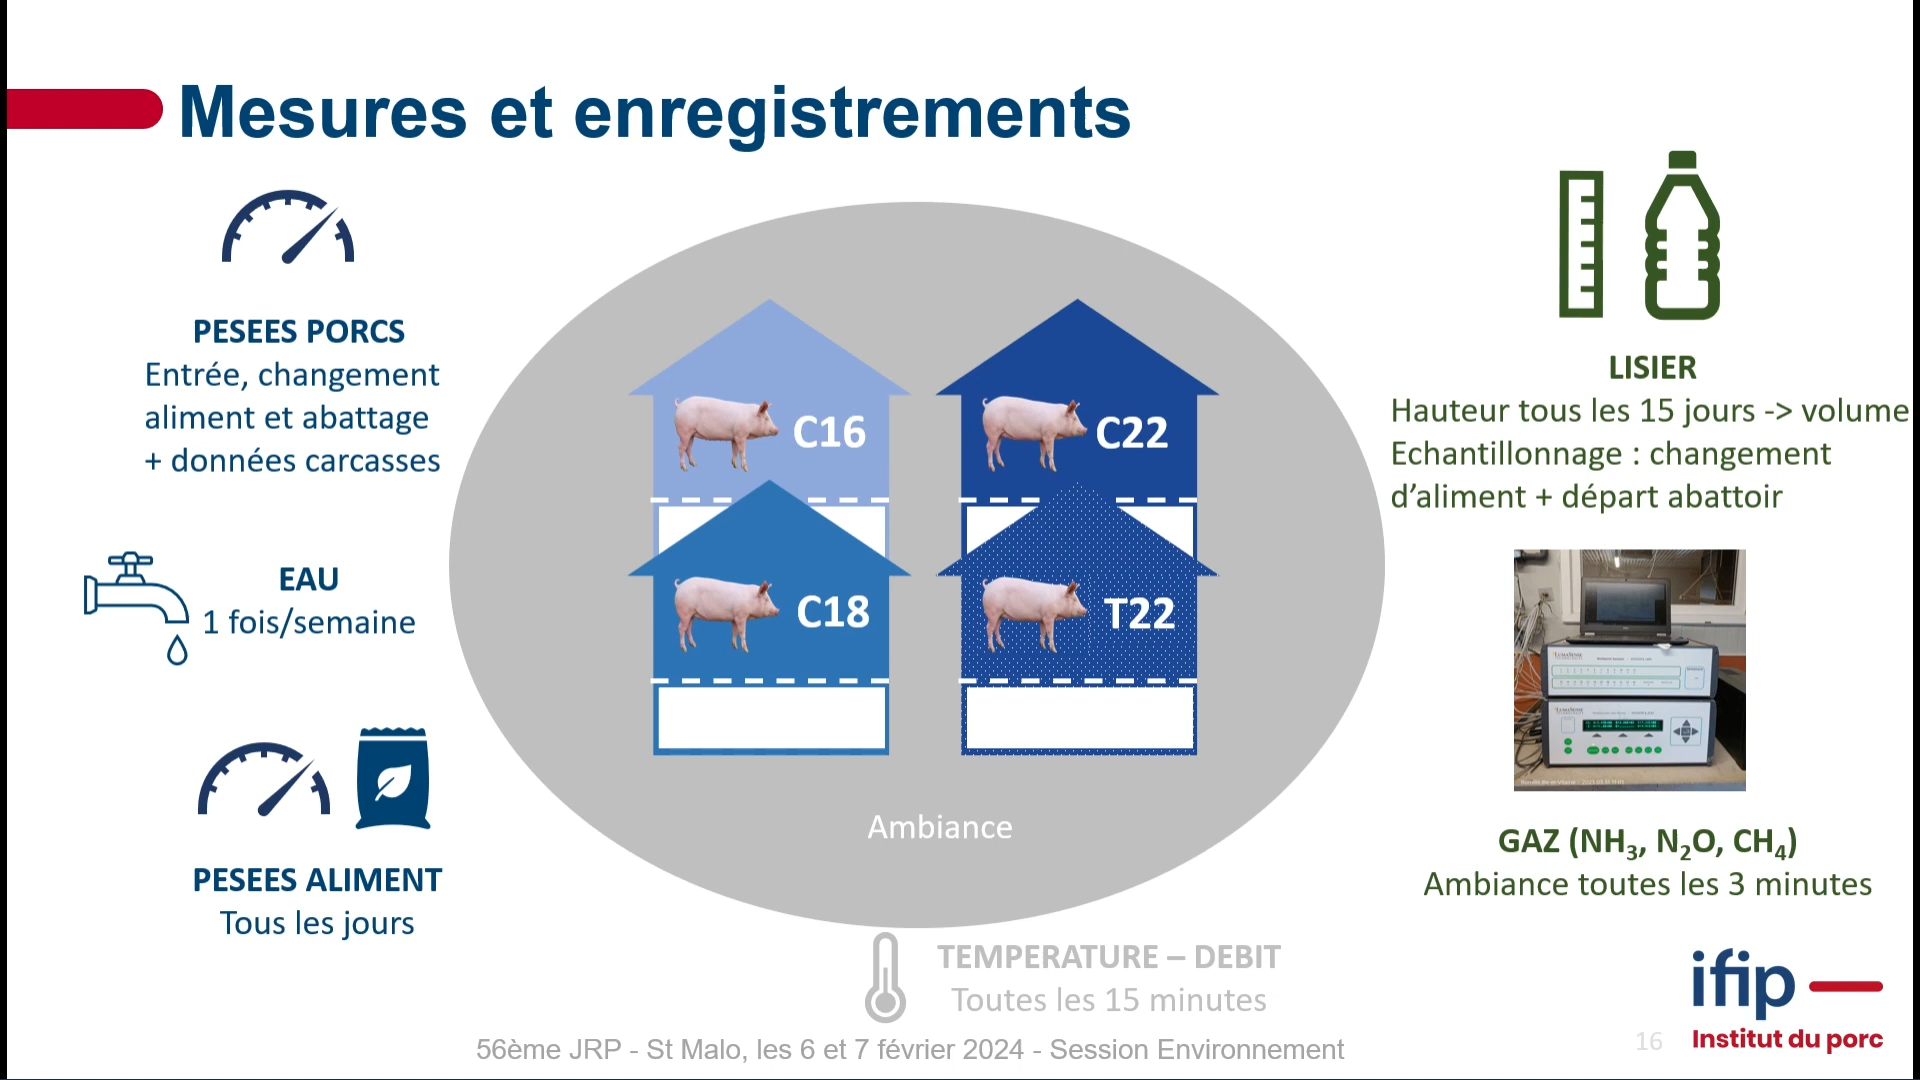 Mesures et enregistrements
PESEES PORCS
Entrée, changement
aliment et abattage
+ données carcasses
EAU
1 fois/semaine
PESEES ALIMENT
Tous les jours
C16
C22
C18
T22
Ambiance
TEMPERATURE – DEBIT
Toutes les 15 minutes
LISIER
Hauteur tous les 15 jours -> volume
Echantillonnage : changement
d’aliment + départ abattoir
GAZ (NH₃, N₂O, CH₄)
Ambiance toutes les 3 minutes
56ème JRP - St Malo, les 6 et 7 février 2024 - Session Environnement
16
ifip
Institut du porc